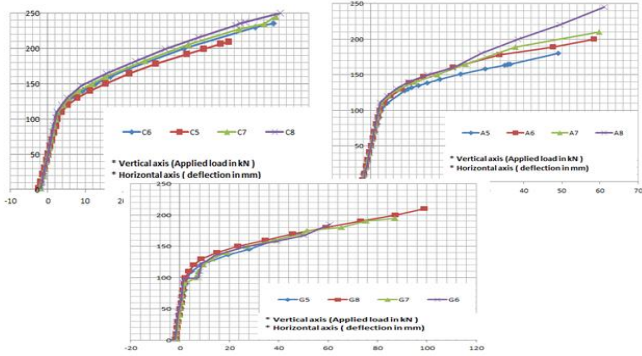 250
200
150
100
50
0
-10
0
10
20
C6
C5
C7
C8
* Vertical axis (Applied load in kN )
* Horizontal axis ( deflection in mm)
250
200
150
100
50
30
40
50
60
70
A5
A6
A7
A8
* Vertical axis (Applied load in kN )
* Horizontal axis ( deflection in mm)
250
200
150
100
50
0
-20
0
20
40
60
80
100
120
G5
G8
G7
G6
* Vertical axis (Applied load in kN )
* Horizontal axis ( deflection in mm)